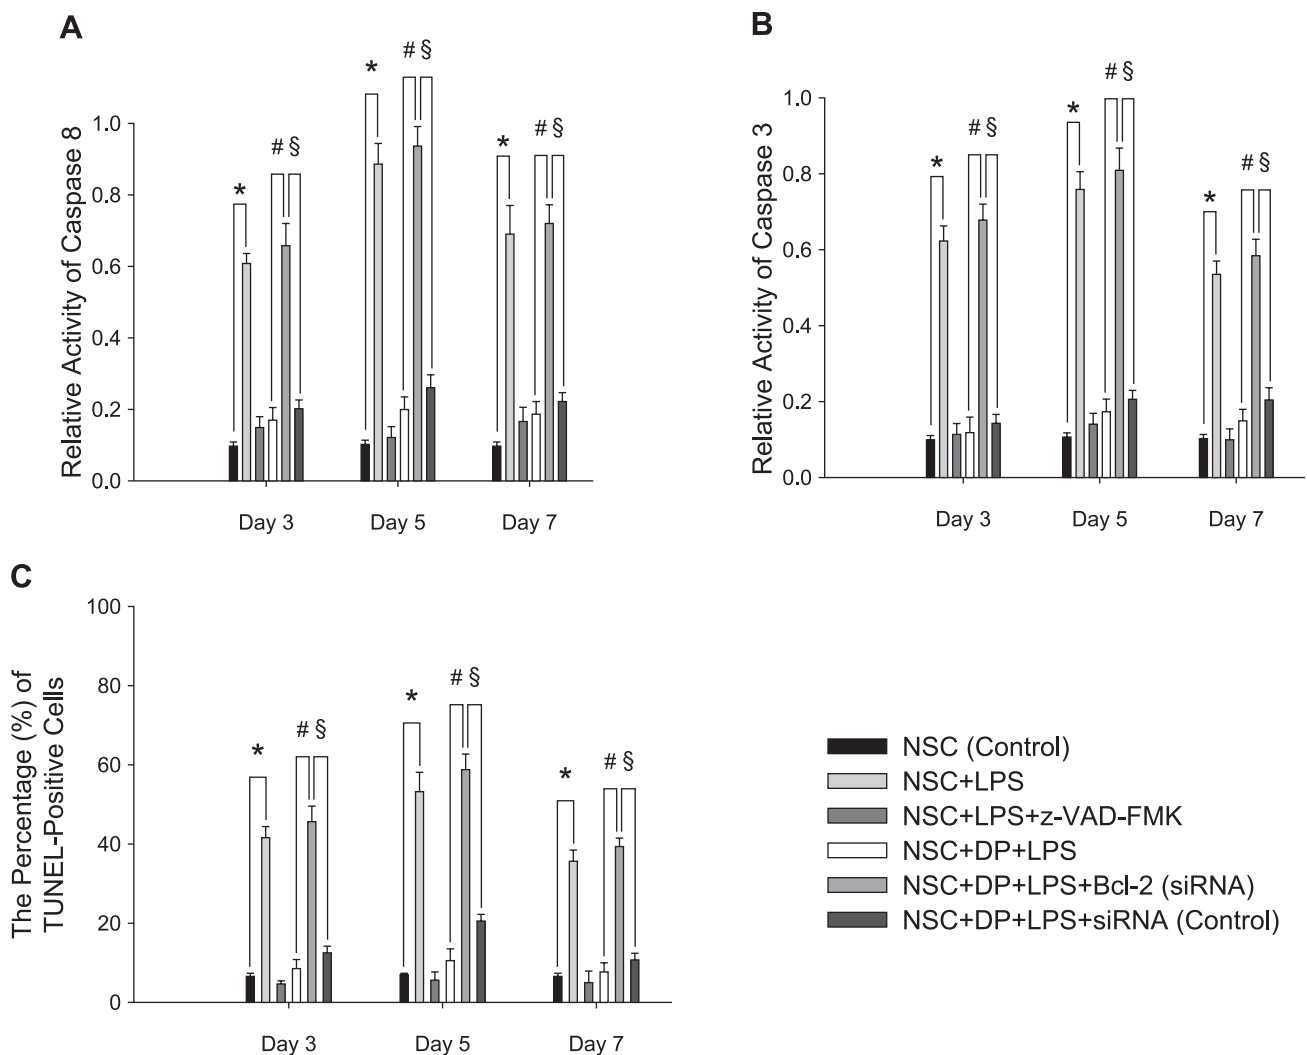 A
Relative Activity of Caspase 8
1.0
0.8
0.6
0.4
0.2
0.0
*
# §
*
# §
*
# §
Day 3
Day 5
Day 7
B
Relative Activity of Caspase 3
1.0
0.8
0.6
0.4
0.2
0.0
*
# §
*
# §
*
# §
Day 3
Day 5
Day 7
C
The Percentage (%) of
TUNEL-Positive Cells
100
80
60
40
20
0
*
# §
*
# §
*
# §
Day 3
Day 5
Day 7
NSC (Control)
NSC+LPS
NSC+LPS+z-VAD-FMK
NSC+DP+LPS
NSC+DP+LPS+Bcl-2 (siRNA)
NSC+DP+LPS+siRNA (Control)